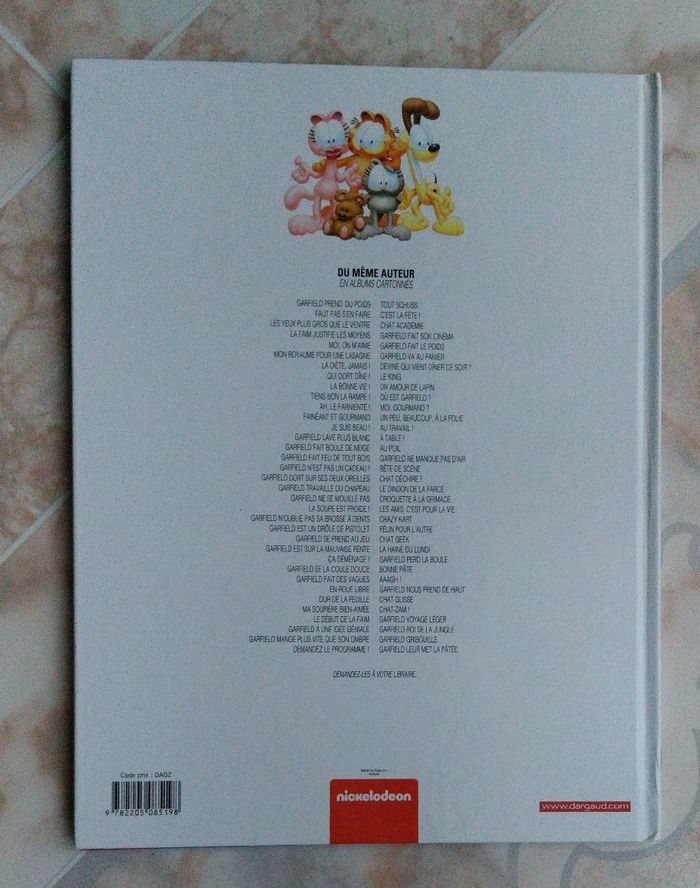 DU MÊME AUTEUR
EN ALBUMS CARTONNÉS
GARFIELD PREND DU POIDS
FAUT PAS S'EN FAIRE
LES YEUX PLUS GROS QUE LE VENTRE
LA FAIM JUSTIFIE LES MOYENS
MOI, ON M'AIME
MON ROYAUME POUR UNE LASAGNE
LA DIÈTE, JAMAIS !
QUI DORT DÎNE !
LA BONNE VIE !
TIENS BON LA RAMPE !
AH, LE FARNIENTE !
FAINÉANT ET GOURMAND
JE SUIS BEAU !
GARFIELD LAVE PLUS BLANC
GARFIELD FAIT BOULE DE NEIGE
GARFIELD FAIT FEU DE TOUT BOIS
GARFIELD N'EST PAS UN CADEAU !
GARFIELD DORT SUR SES DEUX OREILLES
GARFIELD TRAVAILLE DU CHAPEAU
GARFIELD NE SE MOUILLE PAS
LA SOUPE EST FROIDE !
GARFIELD N'OUBLIE PAS SA BROSSE À DENTS
GARFIELD EST UN DRÔLE DE PISTOLET
GARFIELD SE PREND AU JEU
GARFIELD EST SUR LA MAUVAISE PENTE
ÇA DÉMÉNAGE !
GARFIELD SE LA COULE DOUCE
GARFIELD FAIT DES VAGUES
EN ROUE LIBRE
DUR DE LA FEUILLE
MA SOUPIÈRE BIEN-AIMÉE
LE DÉBUT DE LA FAIM
GARFIELD A UNE IDÉE GÉNIALE
GARFIELD MANGE PLUS VITE QUE SON OMBRE
DEMANDEZ LE PROGRAMME !
TOUT SCHUSS
C'EST LA FÊTE !
CHAT ACADÉMIE
GARFIELD FAIT SON CINÉMA
GARFIELD FAIT LE POIDS
GARFIELD VA AU PANIER
DEVINE QUI VIENT DÎNER CE SOIR ?
LE KING
UN AMOUR DE LAPIN
OÙ EST GARFIELD ?
MOI, GOURMAND ?
UN PEU, BEAUCOUP, À LA FOLIE
AU TRAVAIL !
À TABLE !
AU POIL
GARFIELD NE MANQUE PAS D'AIR
BÊTE DE SCÈNE
CHAT DÉCHIRE !
LE DINDON DE LA FARCE
CROQUETTE À LA GRIMACE
LES AMIS, C'EST POUR LA VIE
CRAZY KART
FÉLIN POUR L'AUTRE
CHAT GEEK
LA HAINE DU LUNDI
GARFIELD PERD LA BOULE
BONNE PÂTE
AAAGH !
GARFIELD NOUS PREND DE HAUT
CHAT GLISSE
CHAT-ZAM !
GARFIELD VOYAGE LÉGER
GARFIELD ROI DE LA JUNGLE
GARFIELD GRIBOUILLE
GARFIELD LEUR MET LA PÂTÉE
DEMANDEZ-LES À VOTRE LIBRAIRE.
Code prix : DA02
9 782205 085198
nickelodeon
www.dargaud.com